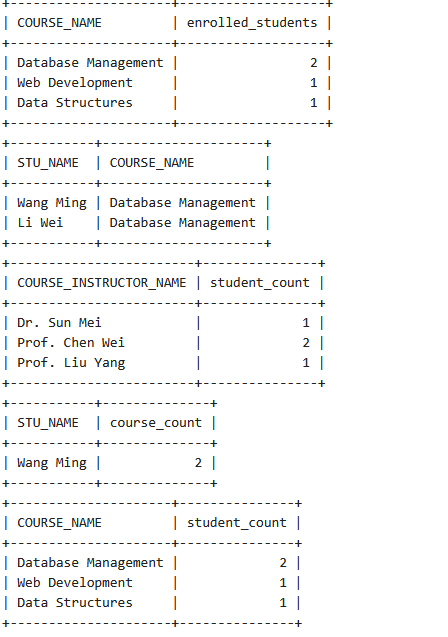 +---------------------+-------------------+
| COURSE_NAME         | enrolled_students |
+---------------------+-------------------+
| Database Management |                 2 |
| Web Development     |                 1 |
| Data Structures     |                 1 |
+---------------------+-------------------+
+-----------+---------------------+
| STU_NAME  | COURSE_NAME         |
+-----------+---------------------+
| Wang Ming | Database Management |
| Li Wei    | Database Management |
+-----------+---------------------+
+------------------------+---------------+
| COURSE_INSTRUCTOR_NAME | student_count |
+------------------------+---------------+
| Dr. Sun Mei            |             1 |
| Prof. Chen Wei         |             2 |
| Prof. Liu Yang         |             1 |
+------------------------+---------------+
+-----------+--------------+
| STU_NAME  | course_count |
+-----------+--------------+
| Wang Ming |            2 |
+-----------+--------------+
+---------------------+---------------+
| COURSE_NAME         | student_count |
+---------------------+---------------+
| Database Management |             2 |
| Web Development     |             1 |
| Data Structures     |             1 |
+---------------------+---------------+